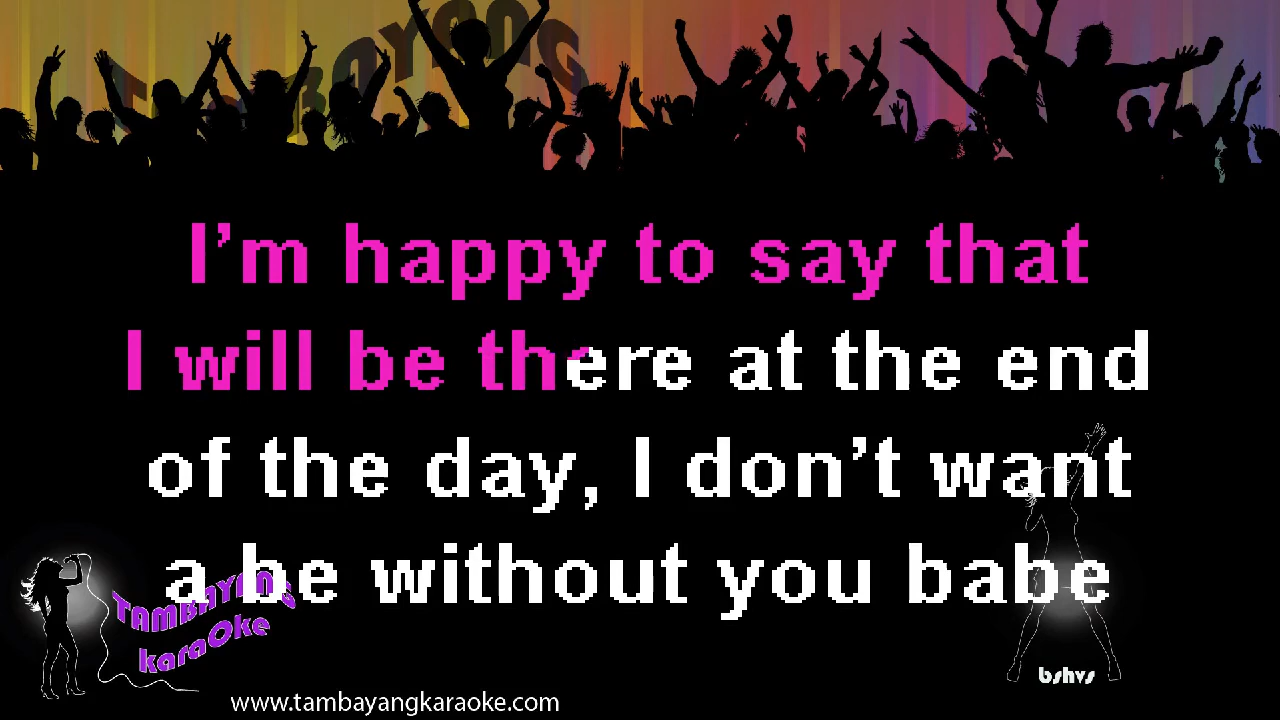 TAMBAYANG
I’m happy to say that
I will be there at the end
of the day, I don’t want
a be without you babe
TAMBAYANG
karaOke
bshvs
www.tambayangkaraoke.com